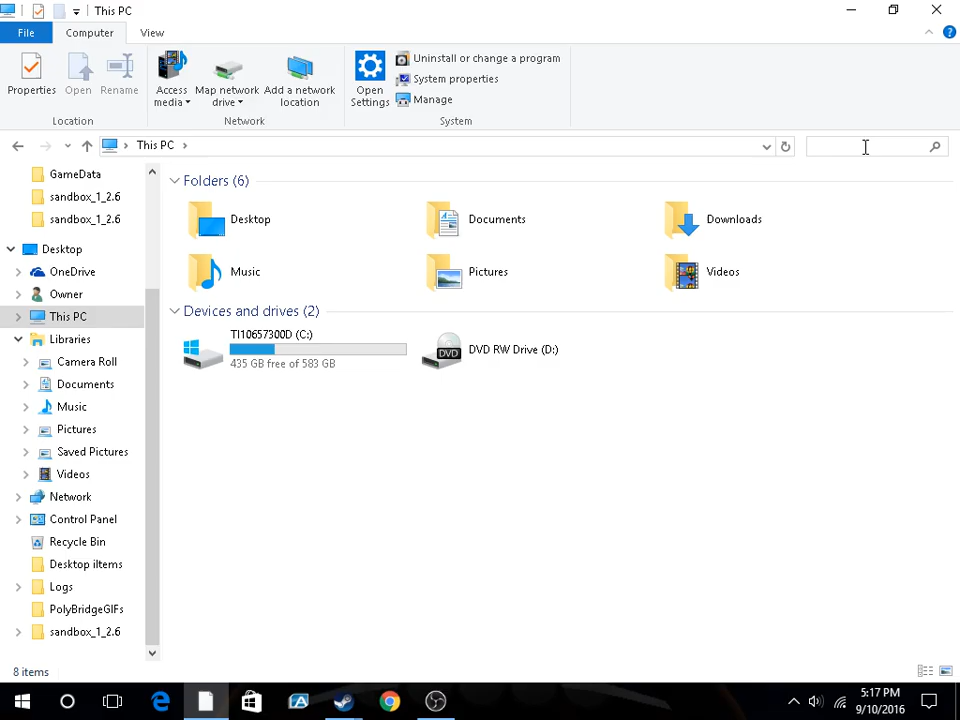 This PC
File
Computer
View
Properties
Open
Rename
Access media
Map network drive
Add a network location
Open Settings
Uninstall or change a program
System properties
Manage
Location
Network
System
This PC
GameData
sandbox_1_2.6
sandbox_1_2.6
Desktop
OneDrive
Owner
This PC
Libraries
Camera Roll
Documents
Music
Pictures
Saved Pictures
Videos
Network
Control Panel
Recycle Bin
Desktop iItems
Logs
PolyBridgeGIFs
sandbox_1_2.6
Folders (6)
Desktop
Documents
Downloads
Music
Pictures
Videos
Devices and drives (2)
TI10657300D (C:)
435 GB free of 583 GB
DVD
DVD RW Drive (D:)
8 items
5:17 PM
9/10/2016